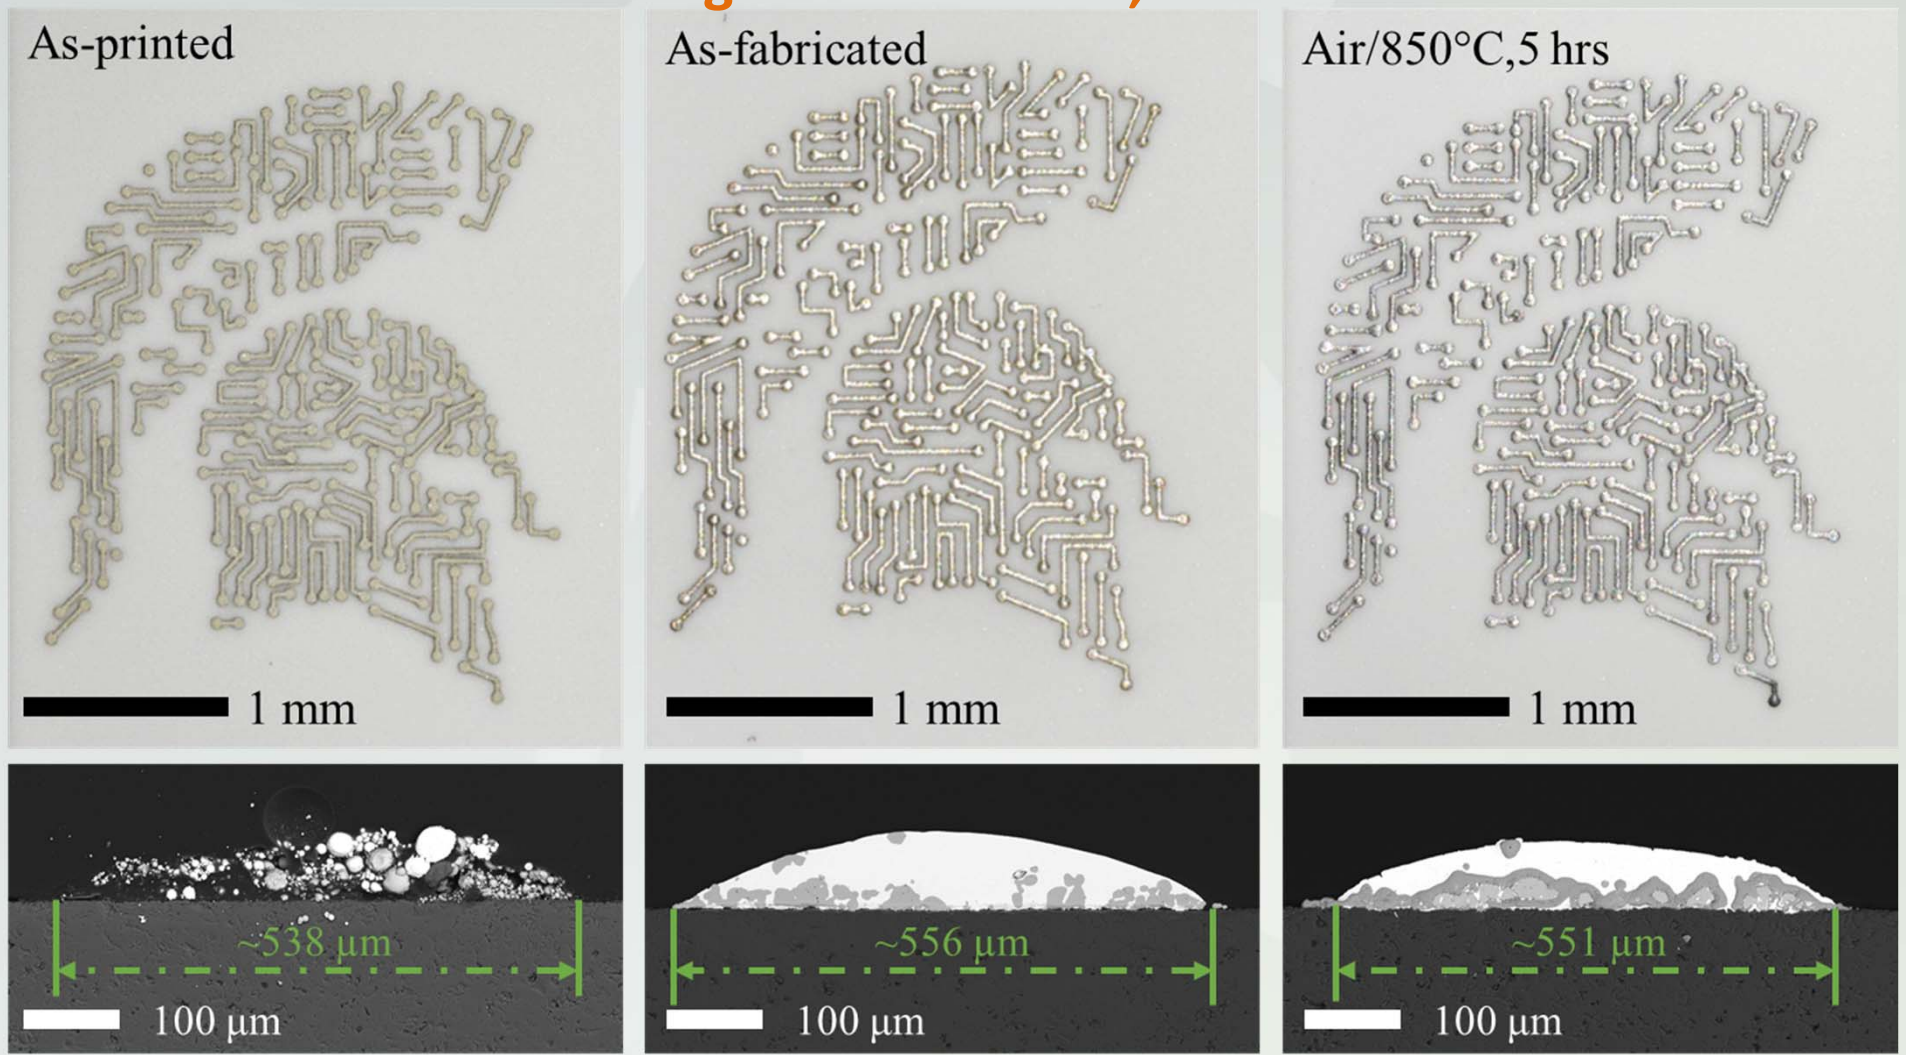 As-printed
As-fabricated
Air/850°C,5 hrs
1 mm
1 mm
1 mm
~538 µm
~556 µm
~551 µm
100 µm
100 µm
100 µm